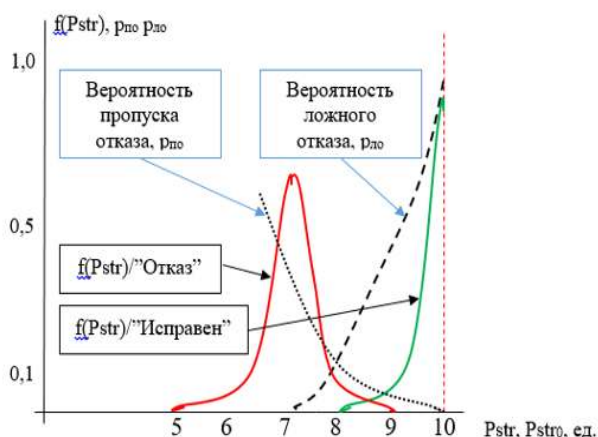 f(Pstr), pпо pло
1,0
Вероятность
пропуска
отказа, pпо
Вероятность
ложного
отказа, pло
0,5
f(Pstr)/”Отказ”
f(Pstr)/”Исправен”
0,1
5 6 7 8 9 10
Pstr, Pstr0, ед.